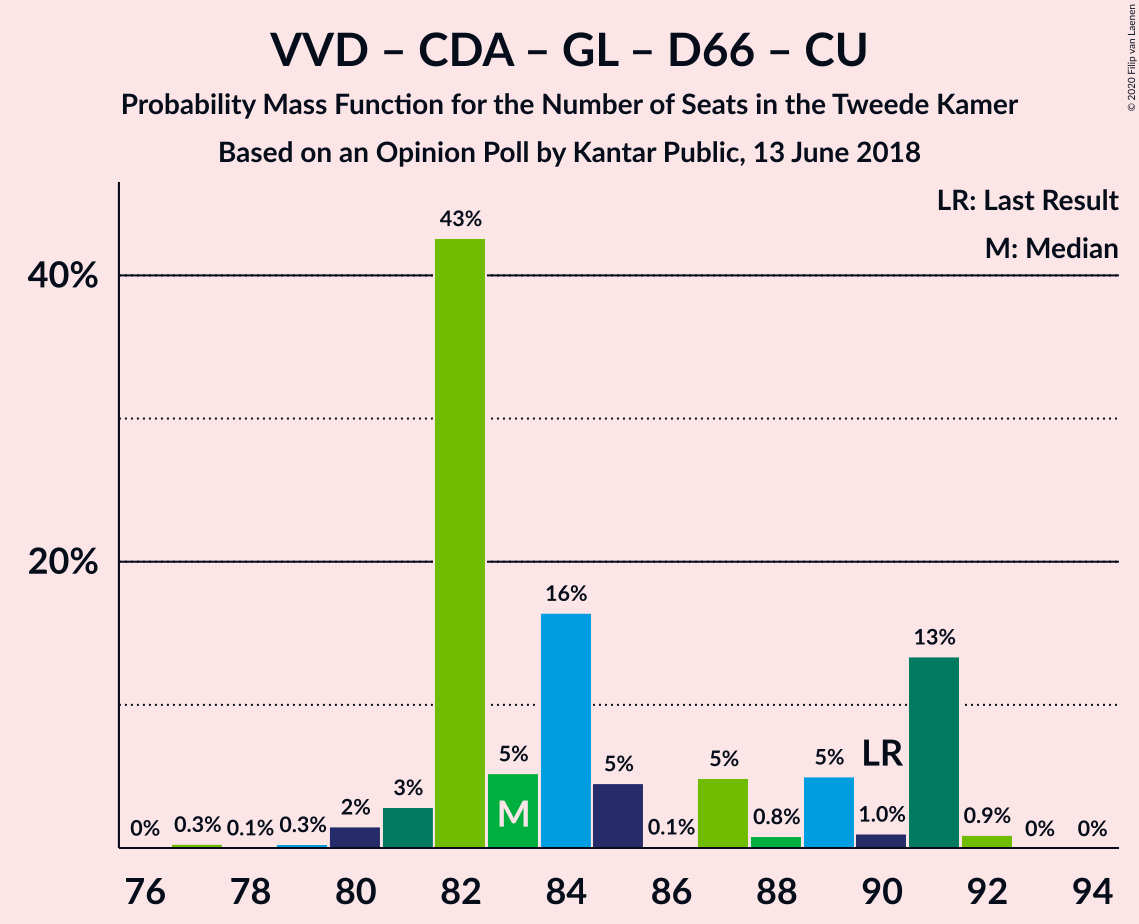 VVD – CDA – GL – D66 – CU
Probability Mass Function for the Number of Seats in the Tweede Kamer
Based on an Opinion Poll by Kantar Public, 13 June 2018
© 2020 Filip van Laenen
LR: Last Result
M: Median
40%
20%
0%
0.3%
0.1%
0.3%
2%
3%
43%
5%
M
16%
5%
0.1%
5%
0.8%
5%
LR
1.0%
13%
0.9%
0%
0%
76 78 80 82 84 86 88 90 92 94